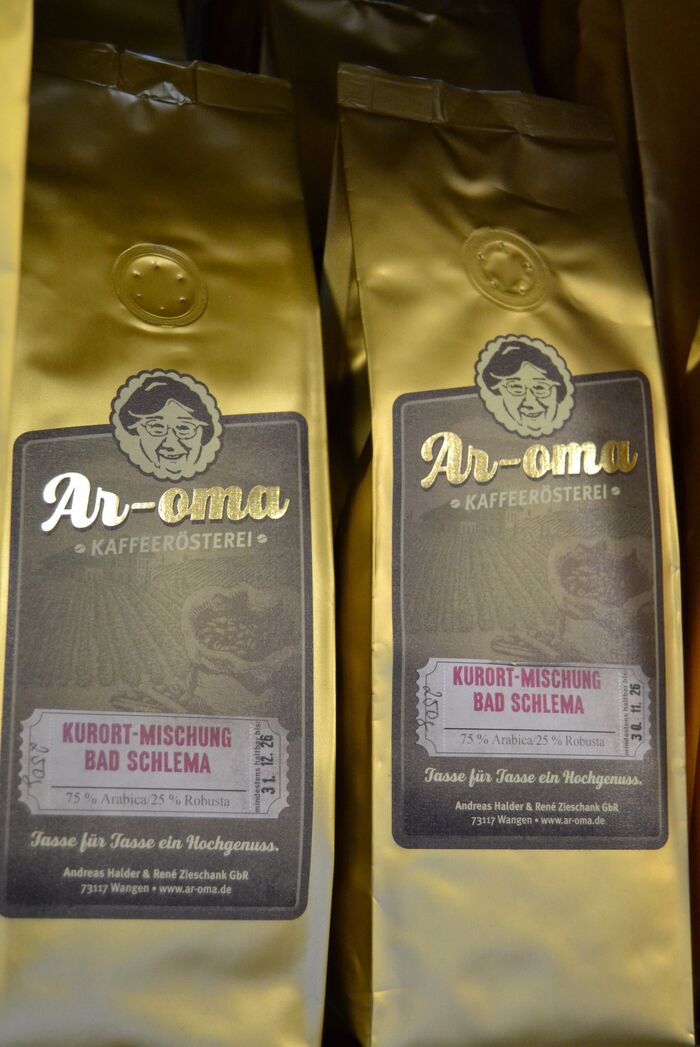 Ar-oma
KAFFEERÖSTEREI
250g
KURORT-MISCHUNG
BAD SCHLEMA
75 % Arabica/25 % Robusta
mindestens haltbar bis:
31. 12. 26
Tasse für Tasse ein Hochgenuss.
Andreas Halder & René Zieschank GbR
73117 Wangen • www.ar-oma.de
Ar-oma
KAFFEERÖSTEREI
250g
KURORT-MISCHUNG
BAD SCHLEMA
75 % Arabica/25 % Robusta
mindestens haltbar bis:
30. 11. 26
Tasse für Tasse ein Hochgenuss.
Andreas Halder & René Zieschank GbR
73117 Wangen • www.ar-oma.de